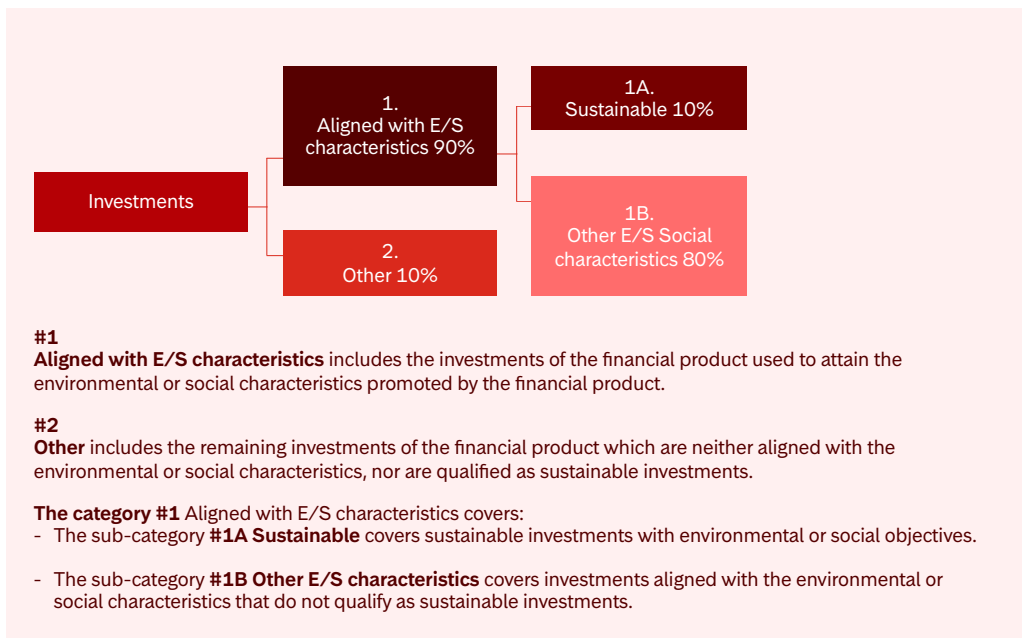 Investments
1.
Aligned with E/S
characteristics 90%
2.
Other 10%
1A.
Sustainable 10%
1B.
Other E/S Social
characteristics 80%
#1
Aligned with E/S characteristics includes the investments of the financial product used to attain the
environmental or social characteristics promoted by the financial product.
#2
Other includes the remaining investments of the financial product which are neither aligned with the
environmental or social characteristics, nor are qualified as sustainable investments.
The category #1 Aligned with E/S characteristics covers:
- The sub-category #1A Sustainable covers sustainable investments with environmental or social objectives.
- The sub-category #1B Other E/S characteristics covers investments aligned with the environmental or
social characteristics that do not qualify as sustainable investments.